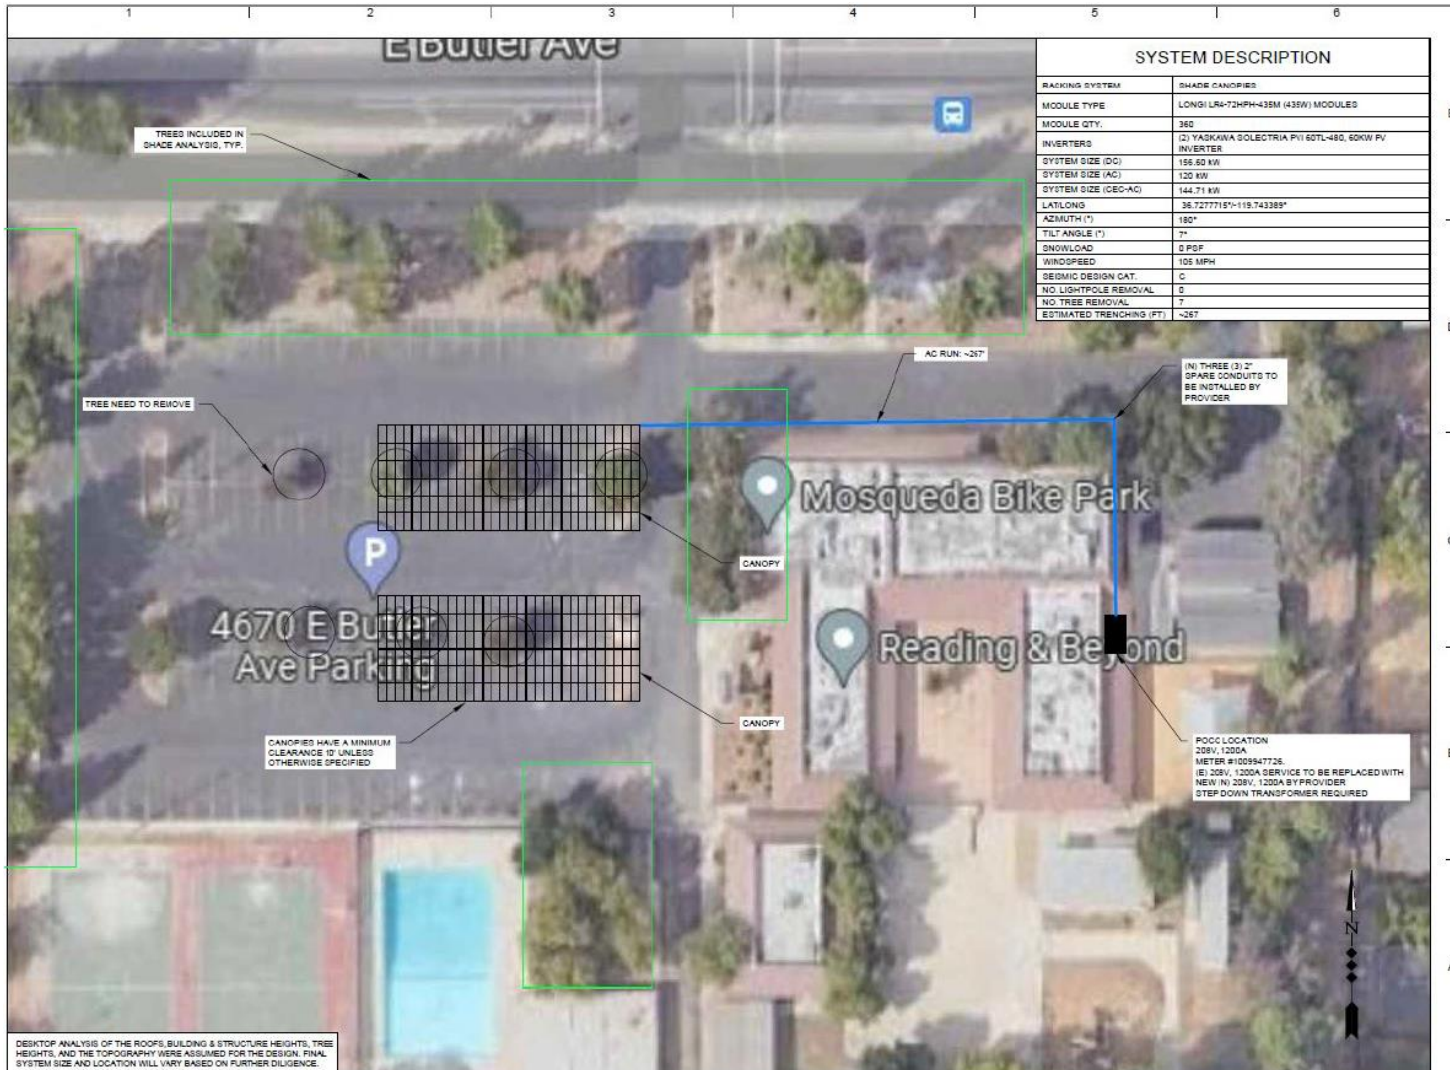 1 2 3 4 5 6
E Butler Ave
SYSTEM DESCRIPTION
RACKING SYSTEM SHADE CANOPIES
MODULE TYPE LONGI LR4-72HPH-435M (435W) MODULES
MODULE QTY. 360
INVERTERS (2) YASKAWA SOLECTRIA PVI 60TL-480, 60KW PV
INVERTER
SYSTEM SIZE (DC) 156.60 KW
SYSTEM SIZE (AC) 120 KW
SYSTEM SIZE (CEC-AC) 144.71 KW
LAT/LONG 36.7277715°/-119.743389°
AZIMUTH (°) 180°
TILT ANGLE (°) 7°
SNOWLOAD 0 PSF
WINDSPEED 105 MPH
SEISMIC DESIGN CAT. C
NO. LIGHTPOLE REMOVAL 0
NO. TREE REMOVAL 7
ESTIMATED TRENCHING (FT) ~267
TREES INCLUDED IN
SHADE ANALYSIS, TYP.
AC RUN: ~267'
(N) THREE (3) 2"
SPARE CONDUITS TO
BE INSTALLED BY
PROVIDER
TREE NEED TO REMOVE
Mosqueda Bike Park
P
CANOPY
4670 E Butler
Ave Parking
Reading & Beyond
CANOPY
CANOPIES HAVE A MINIMUM
CLEARANCE 10' UNLESS
OTHERWISE SPECIFIED
POCC LOCATION
208V, 1200A
METER #1009947726.
(E) 208V, 1200A SERVICE TO BE REPLACED WITH
NEW (N) 208V, 1200A BY PROVIDER
STEP DOWN TRANSFORMER REQUIRED
N
DESKTOP ANALYSIS OF THE ROOFS, BUILDING & STRUCTURE HEIGHTS, TREE
HEIGHTS, AND THE TOPOGRAPHY WERE ASSUMED FOR THE DESIGN. FINAL
SYSTEM SIZE AND LOCATION WILL VARY BASED ON FURTHER DILIGENCE.